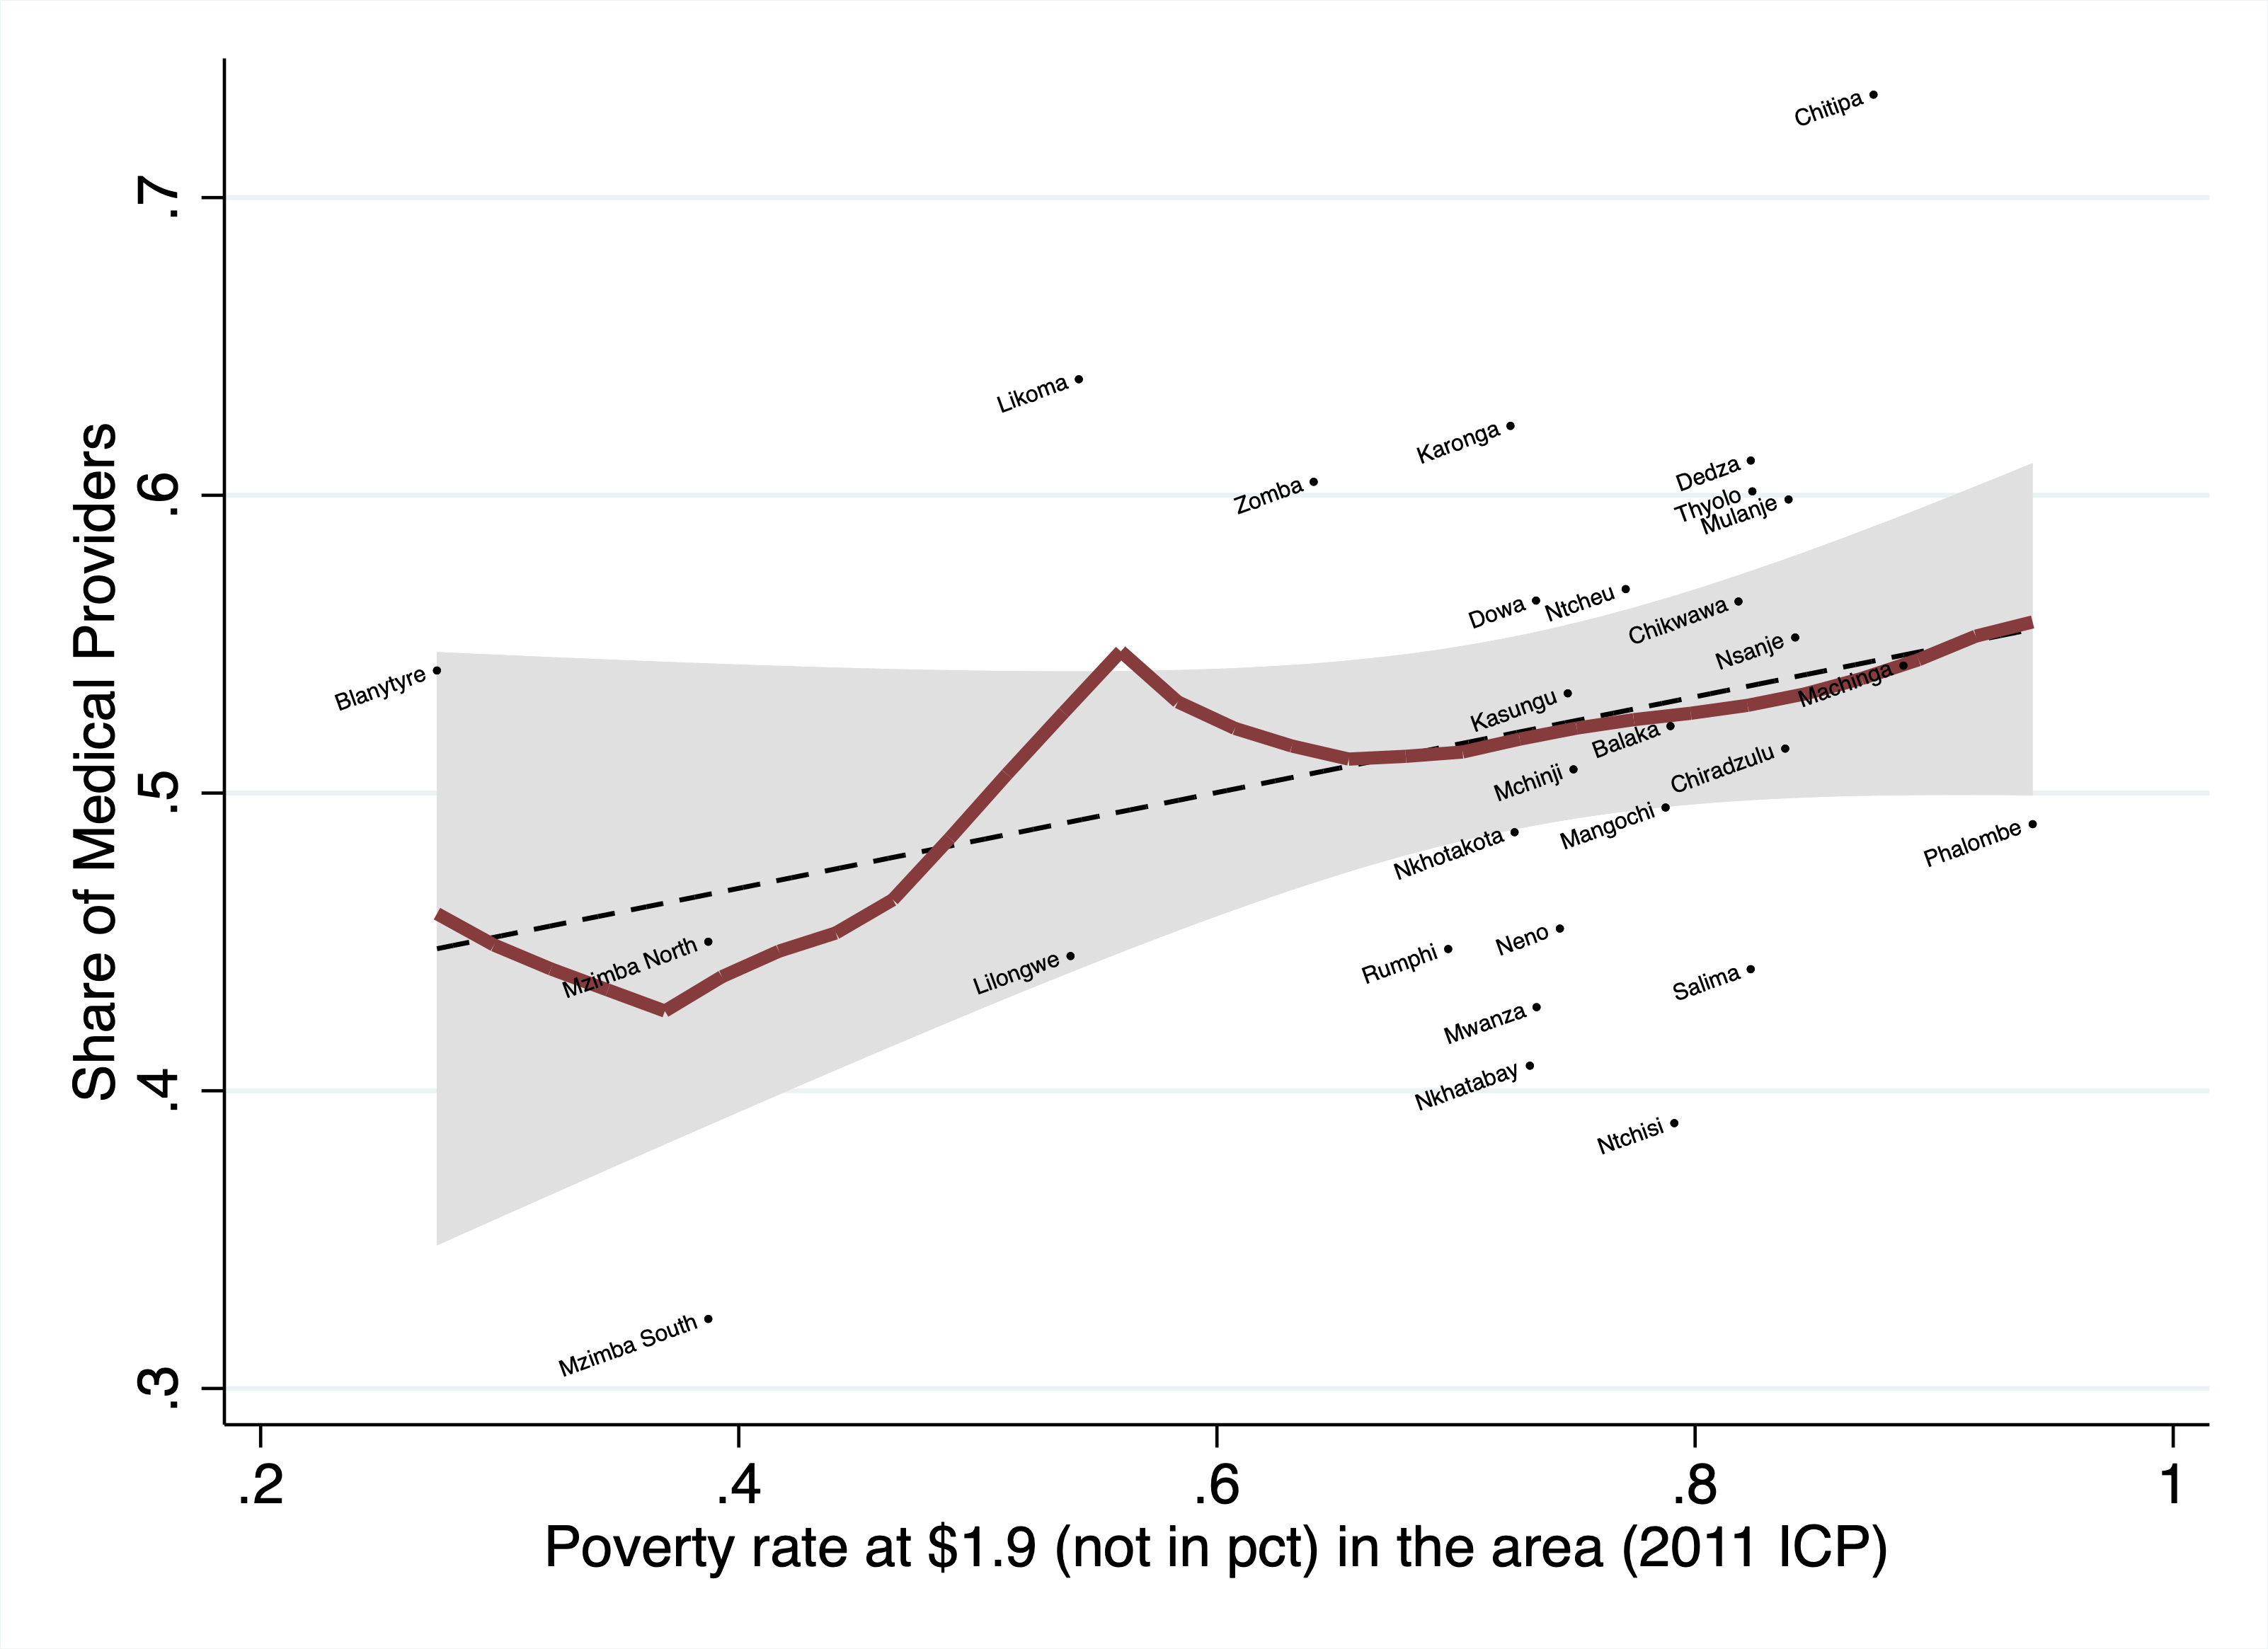 Share of Medical Providers
.7
.6
.5
.4
.3
Chitipa
Likoma
Karonga
Zomba
Dedza
Thyolo
Mulanje
Dowa
Ntcheu
Chikwawa
Nsanje
Blanytyre
Machinga
Kasungu
Balaka
Chiradzulu
Mchinji
Mangochi
Nkhotakota
Phalombe
Mzimba North
Lilongwe
Rumphi
Neno
Salima
Mwanza
Nkhatabay
Ntchisi
Mzimba South
.2
.4
.6
.8
1
Poverty rate at $1.9 (not in pct) in the area (2011 ICP)